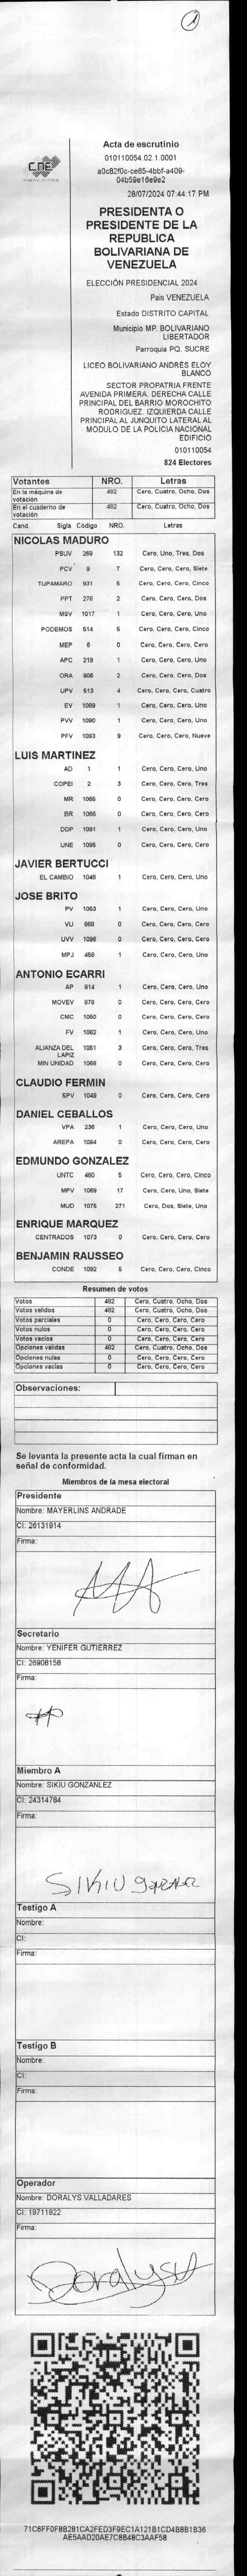 1
CNE
Acta de escrutinio
010110054.02.1.0001
a0c82f0c-ce65-4bbf-a409-
04b59e16e9e2
28/07/2024 07:44:17 PM
PRESIDENTA O
PRESIDENTE DE LA
REPUBLICA
BOLIVARIANA DE
VENEZUELA
ELECCIÓN PRESIDENCIAL 2024
Pais VENEZUELA
Estado DISTRITO CAPITAL
Municipio MP. BOLIVARIANO
LIBERTADOR
Parroquia PQ. SUCRE
LICEO BOLIVARIANO ANDRÉS ELOY
BLANCO
SECTOR PROPATRIA FRENTE
AVENIDA PRIMERA. DERECHA CALLE
PRINCIPAL DEL BARRIO MOROCHITO
RODRIGUEZ. IZQUIERDA CALLE
PRINCIPAL AL JUNQUITO LATERAL AL
MODULO DE LA POLICIA NACIONAL
EDIFICIO
010110054
824 Electores
Votantes NRO. Letras
En la máquina de votación 482 Cero, Cuatro, Ocho, Dos
En el cuaderno de votación 482 Cero, Cuatro, Ocho, Dos
Cand. Sigla Código NRO. Letras
NICOLAS MADURO
PSUV 269 132 Cero, Uno, Tres, Dos
PCV 9 7 Cero, Cero, Cero, Siete
TUPAMARO 931 5 Cero, Cero, Cero, Cinco
PPT 276 2 Cero, Cero, Cero, Dos
MSV 1017 1 Cero, Cero, Cero, Uno
PODEMOS 514 5 Cero, Cero, Cero, Cinco
MEP 6 0 Cero, Cero, Cero, Cero
APC 219 1 Cero, Cero, Cero, Uno
ORA 906 2 Cero, Cero, Cero, Dos
UPV 513 4 Cero, Cero, Cero, Cuatro
EV 1089 1 Cero, Cero, Cero, Uno
PVV 1090 1 Cero, Cero, Cero, Uno
PFV 1093 9 Cero, Cero, Cero, Nueve
LUIS MARTINEZ
AD 1 1 Cero, Cero, Cero, Uno
COPEI 2 3 Cero, Cero, Cero, Tres
MR 1065 0 Cero, Cero, Cero, Cero
BR 1066 0 Cero, Cero, Cero, Cero
DDP 1091 1 Cero, Cero, Cero, Uno
UNE 1095 0 Cero, Cero, Cero, Cero
JAVIER BERTUCCI
EL CAMBIO 1048 1 Cero, Cero, Cero, Uno
JOSE BRITO
PV 1053 1 Cero, Cero, Cero, Uno
VU 868 0 Cero, Cero, Cero, Cero
UVV 1096 0 Cero, Cero, Cero, Cero
MPJ 458 1 Cero, Cero, Cero, Uno
ANTONIO ECARRI
AP 914 1 Cero, Cero, Cero, Uno
MOVEV 978 0 Cero, Cero, Cero, Cero
CMC 1050 0 Cero, Cero, Cero, Cero
FV 1062 1 Cero, Cero, Cero, Uno
ALIANZA DEL LAPIZ 1051 3 Cero, Cero, Cero, Tres
MIN UNIDAD 1068 0 Cero, Cero, Cero, Cero
CLAUDIO FERMIN
SPV 1049 0 Cero, Cero, Cero, Cero
DANIEL CEBALLOS
VPA 236 1 Cero, Cero, Cero, Uno
AREPA 1094 0 Cero, Cero, Cero, Cero
EDMUNDO GONZALEZ
UNTC 460 5 Cero, Cero, Cero, Cinco
MPV 1069 17 Cero, Cero, Uno, Siete
MUD 1075 271 Cero, Dos, Siete, Uno
ENRIQUE MARQUEZ
CENTRADOS 1073 0 Cero, Cero, Cero, Cero
BENJAMIN RAUSSEO
CONDE 1092 5 Cero, Cero, Cero, Cinco
Resumen de votos
Votos 482 Cero, Cuatro, Ocho, Dos
Votos validos 482 Cero, Cuatro, Ocho, Dos
Votos parciales 0 Cero, Cero, Cero, Cero
Votos nulos 0 Cero, Cero, Cero, Cero
Votos vacios 0 Cero, Cero, Cero, Cero
Opciones validas 482 Cero, Cuatro, Ocho, Dos
Opciones nulas 0 Cero, Cero, Cero, Cero
Opciones vacías 0 Cero, Cero, Cero, Cero
Observaciones:
Se levanta la presente acta la cual firman en
señal de conformidad.
Miembros de la mesa electoral
Presidente
Nombre: MAYERLINS ANDRADE
CI: 26131914
Firma:
Secretario
Nombre: YENIFER GUTIERREZ
CI: 26908158
Firma:
Miembro A
Nombre: SIKIU GONZANLEZ
CI: 24314784
Firma:
SIKIU
Testigo A
Nombre:
CI:
Firma:
Testigo B
Nombre:
CI:
Firma:
Operador
Nombre: DORALYS VALLADARES
CI: 19711922
Firma:
Doralys
71C6FF0F8B281CA2FED3F9EC1A121B1CD4B8B1B36
AE5AAD20AE7C8B48C3AAF58